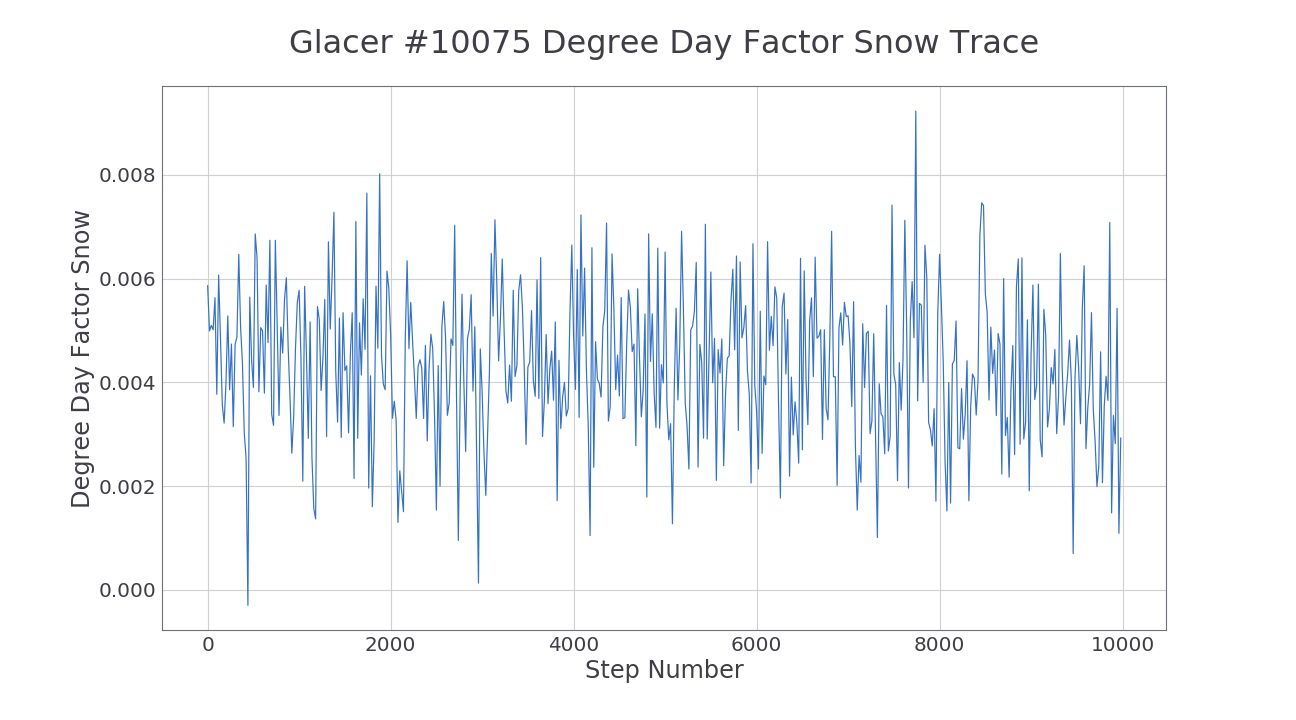 Glacer #10075 Degree Day Factor Snow Trace
Degree Day Factor Snow
0.008
0.006
0.004
0.002
0.000
0 2000 4000 6000 8000 10000
Step Number